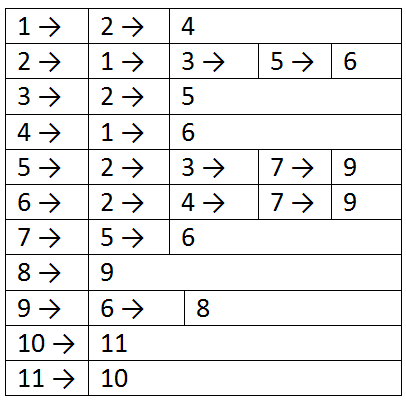 1 → 2 → 4
2 → 1 → 3 → 5 → 6
3 → 2 → 5
4 → 1 → 6
5 → 2 → 3 → 7 → 9
6 → 2 → 4 → 7 → 9
7 → 5 → 6
8 → 9
9 → 6 → 8
10 → 11
11 → 10